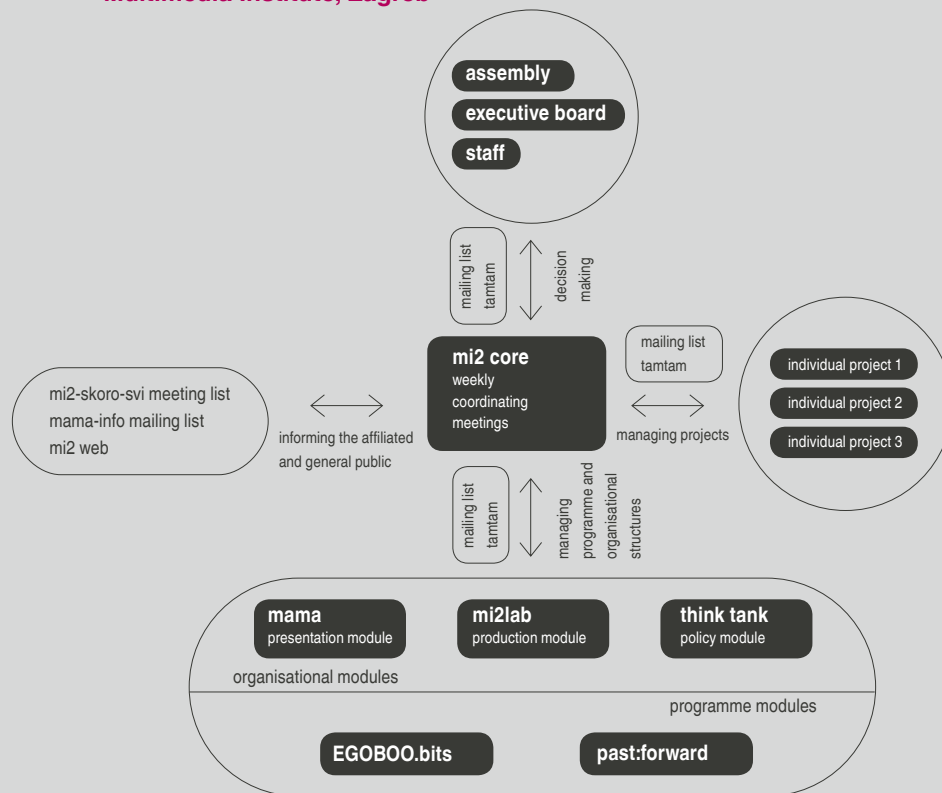 Multimedia Institute, Zagreb
assembly
executive board
staff
mailing list
tamtam
decision
making
mi2 core
weekly
coordinating
meetings
mailing list
tamtam
managing projects
individual project 1
individual project 2
individual project 3
mi2-skoro-svi meeting list
mama-info mailing list
mi2 web
informing the affiliated
and general public
mailing list
tamtam
managing
programme and
organisational
structures
mama
presentation module
mi2lab
production module
think tank
policy module
organisational modules
programme modules
EGOBOO.bits
past:forward